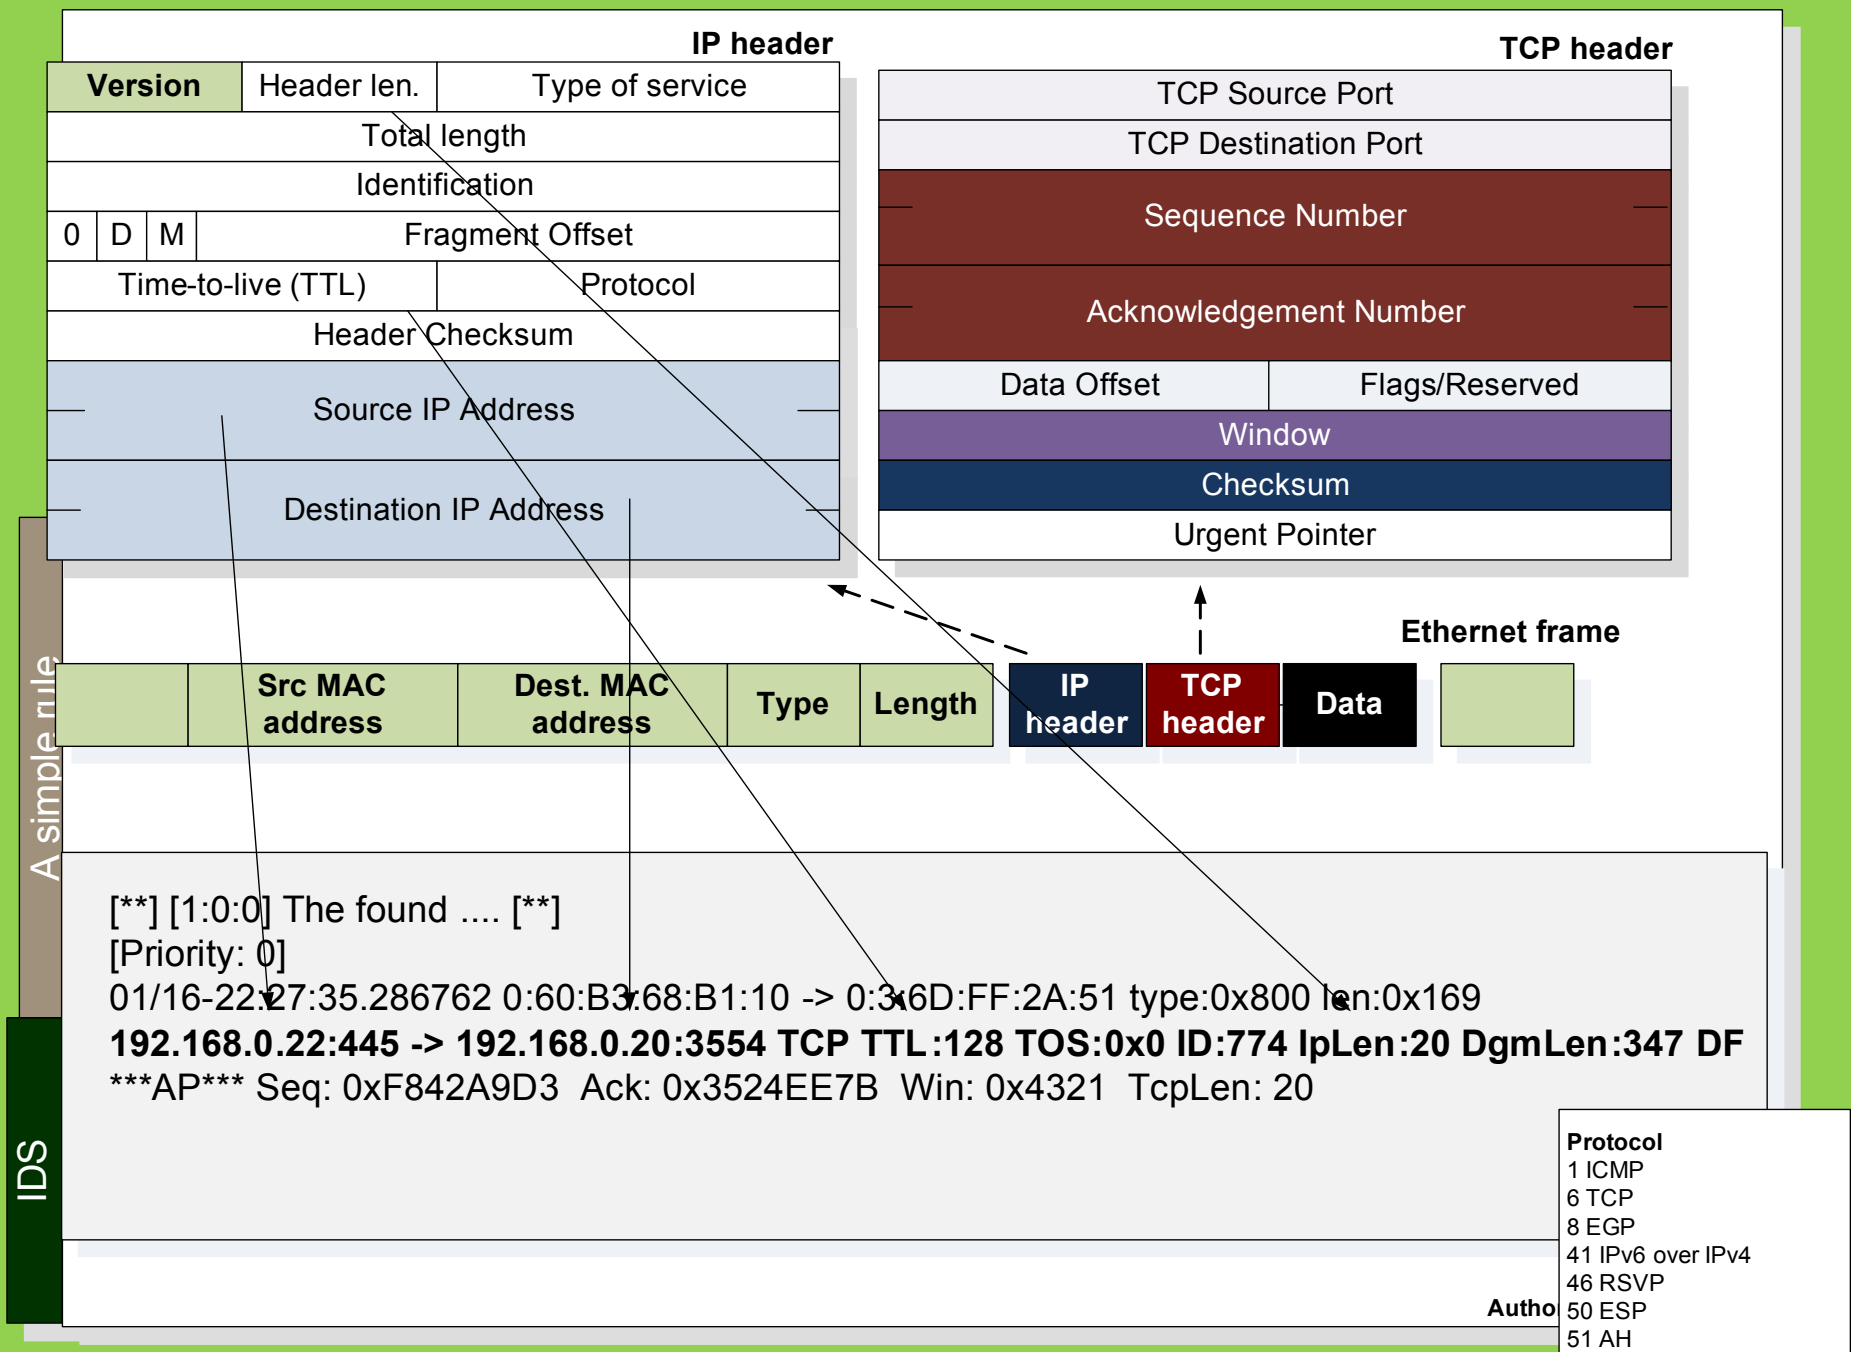 IP header
Version Header len. Type of service
Total length
Identification
0 D M Fragment Offset
Time-to-live (TTL) Protocol
Header Checksum
Source IP Address
Destination IP Address
TCP header
TCP Source Port
TCP Destination Port
Sequence Number
Acknowledgement Number
Data Offset Flags/Reserved
Window
Checksum
Urgent Pointer
Ethernet frame
Src MAC
address
Dest. MAC
address
Type
Length
IP
header
TCP
header
Data
A simple rule
IDS
[**] [1:0:0] The found .... [**]
[Priority: 0]
01/16-22:27:35.286762 0:60:B3:68:B1:10 -> 0:3:6D:FF:2A:51 type:0x800 len:0x169
192.168.0.22:445 -> 192.168.0.20:3554 TCP TTL:128 TOS:0x0 ID:774 IpLen:20 DgmLen:347 DF
***AP*** Seq: 0xF842A9D3 Ack: 0x3524EE7B Win: 0x4321 TcpLen: 20
Protocol
1 ICMP
6 TCP
8 EGP
41 IPv6 over IPv4
46 RSVP
50 ESP
51 AH